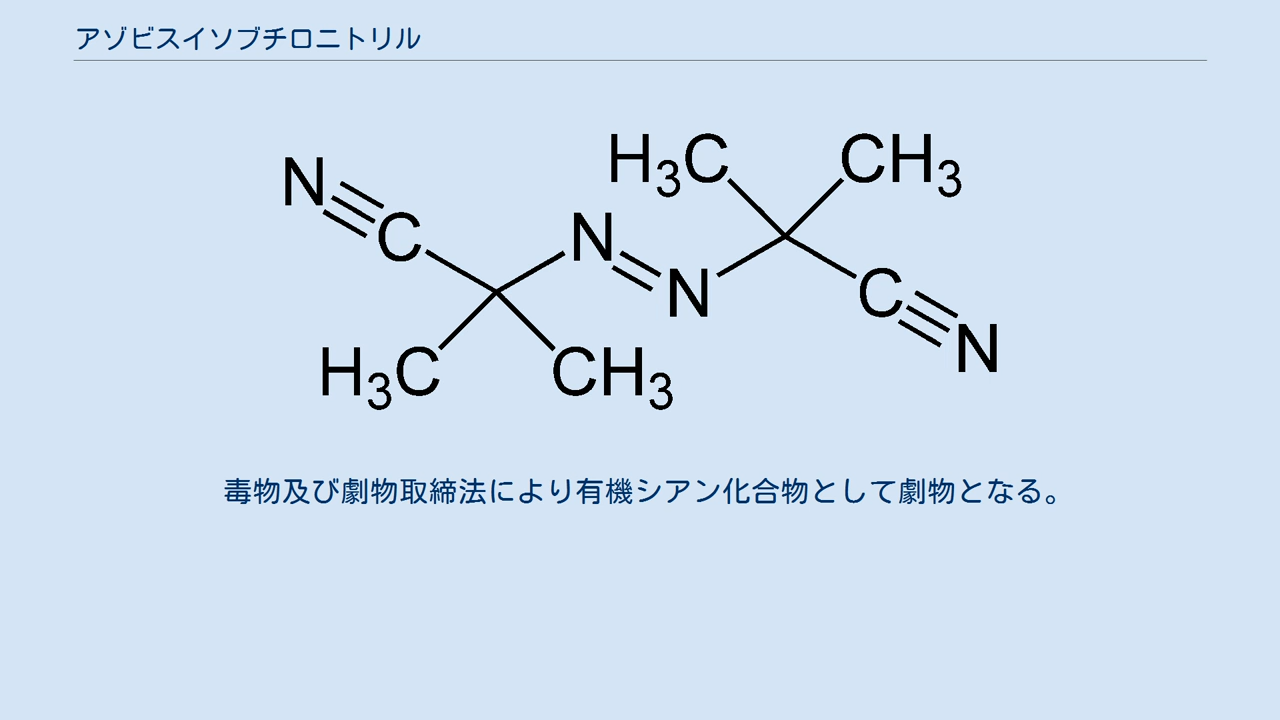 アゾビスイソブチロニトリル
H₃C CH₃
N
C N
N C
H₃C CH₃ N
毒物及び劇物取締法により有機シアン化合物として劇物となる。